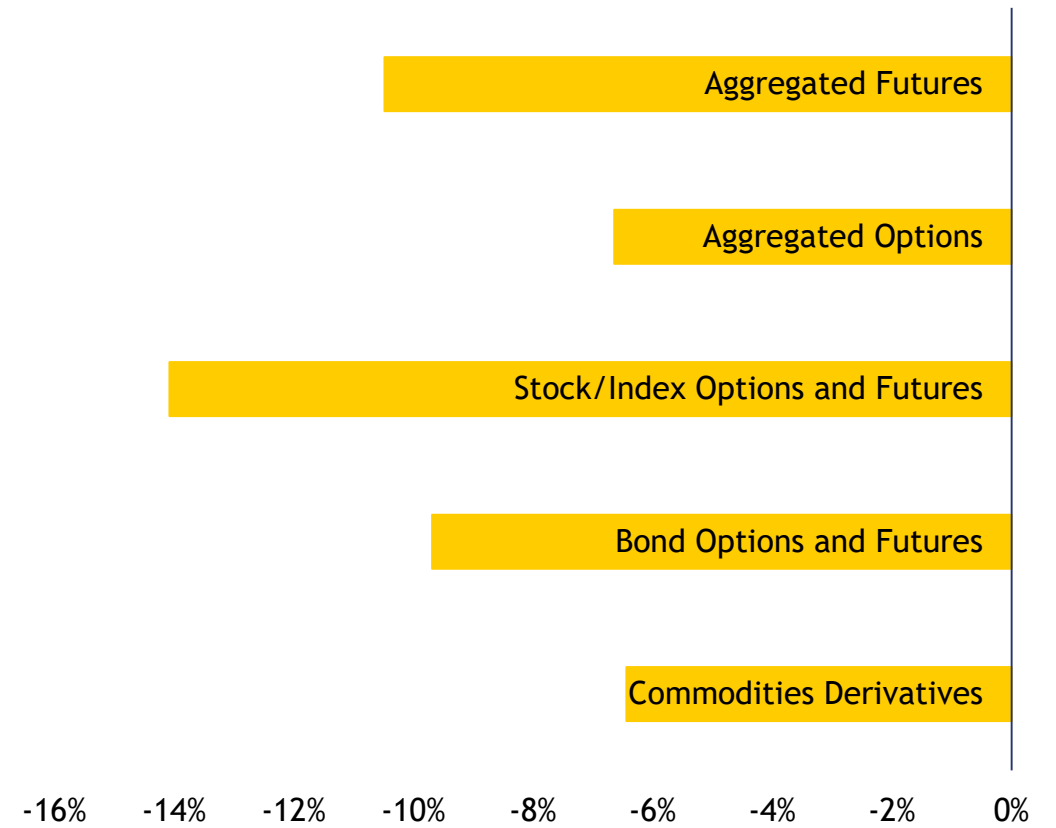 Aggregated Futures
Aggregated Options
Stock/Index Options and Futures
Bond Options and Futures
Commodities Derivatives
-16% -14% -12% -10% -8% -6% -4% -2% 0%